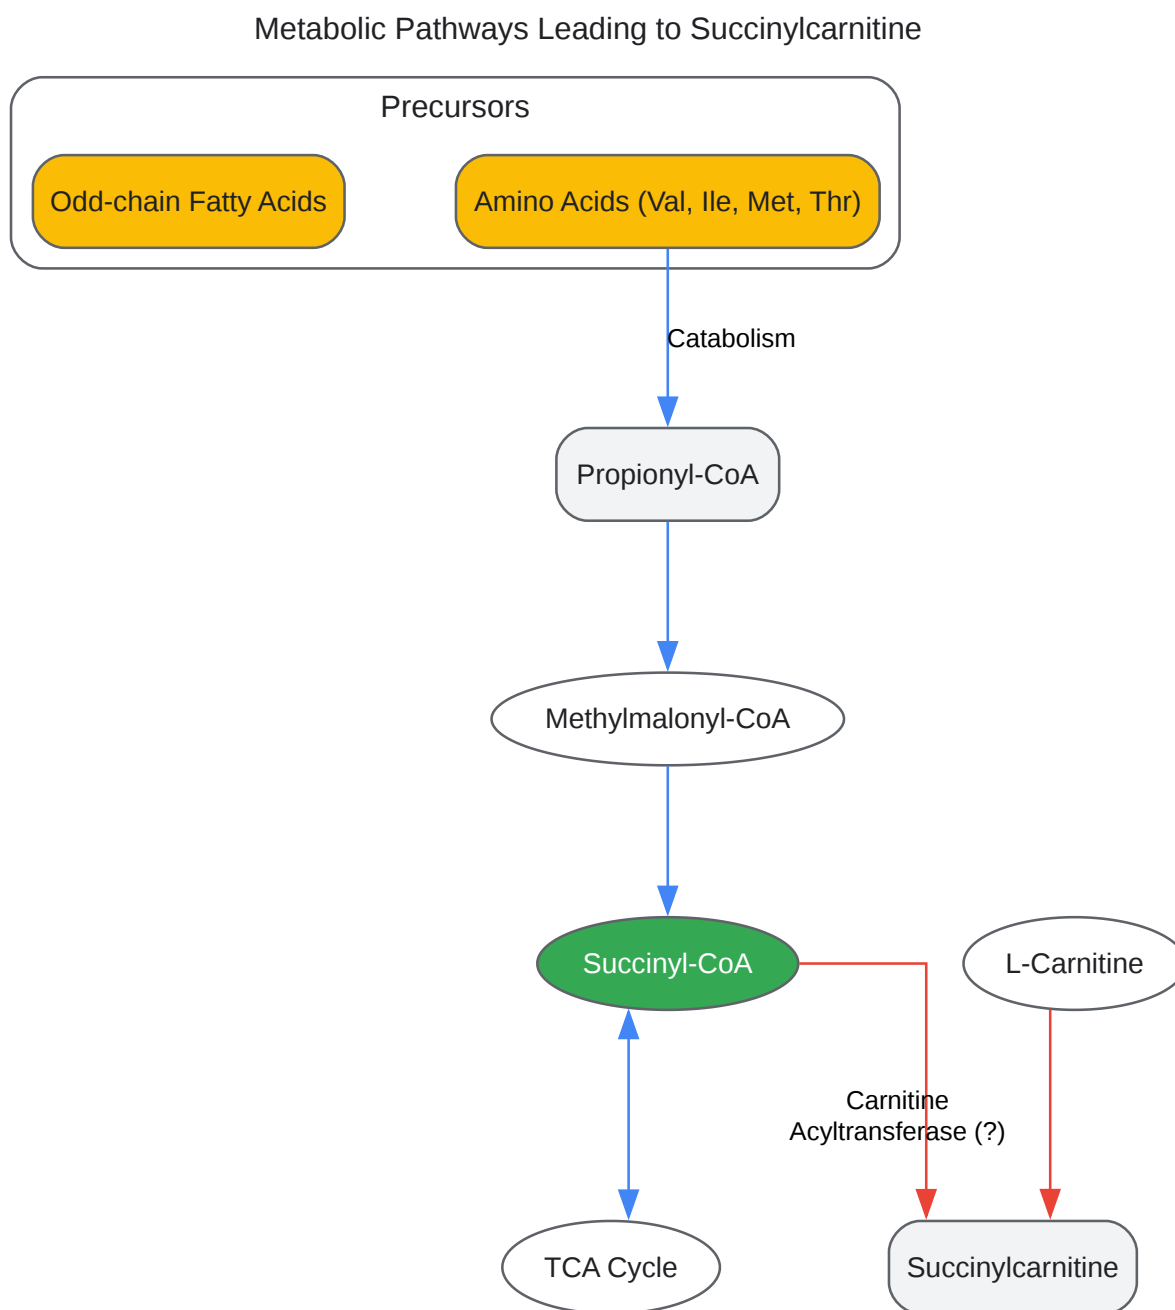 Metabolic Pathways Leading to Succinylcarnitine
Precursors
Odd-chain Fatty Acids
Amino Acids (Val, Ile, Met, Thr)
Catabolism
Propionyl-CoA
Methylmalonyl-CoA
Succinyl-CoA
L-Carnitine
Carnitine
Acyltransferase (?)
TCA Cycle
Succinylcarnitine